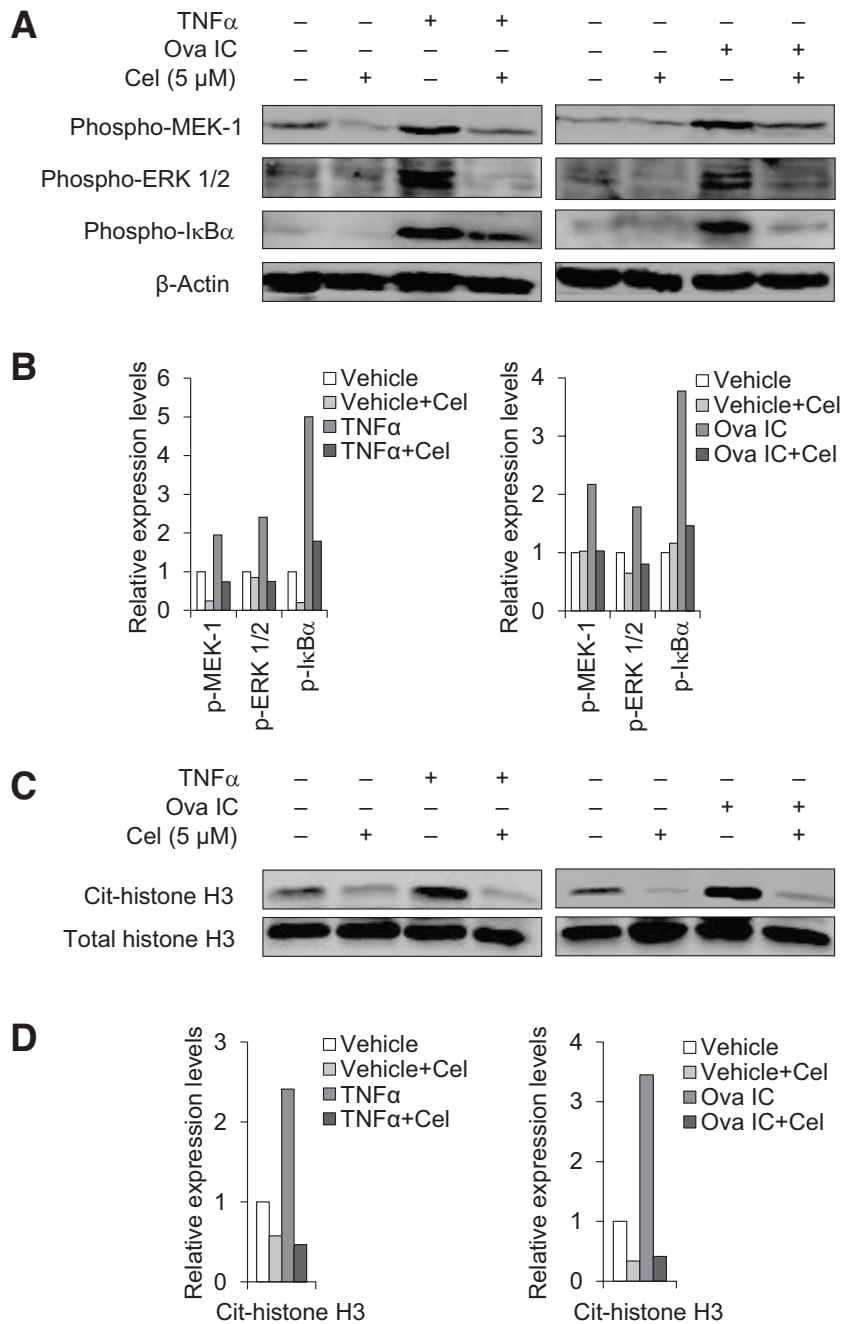 A
TNFα – – + + – – – –
Ova IC – – – – – – + +
Cel (5 μM) – + – + – + – +
Phospho-MEK-1
Phospho-ERK 1/2
Phospho-IκBα
β-Actin
B
Relative expression levels
6
5
4
3
2
1
0
p-MEK-1
p-ERK 1/2
p-IκBα
Vehicle
Vehicle+Cel
TNFα
TNFα+Cel
Relative expression levels
4
3
2
1
0
p-MEK-1
p-ERK 1/2
p-IκBα
Vehicle
Vehicle+Cel
Ova IC
Ova IC+Cel
C
TNFα – – + + – – – –
Ova IC – – – – – – + +
Cel (5 μM) – + – + – + – +
Cit-histone H3
Total histone H3
D
Relative expression levels
3
2
1
0
Cit-histone H3
Vehicle
Vehicle+Cel
TNFα
TNFα+Cel
Relative expression levels
4
3
2
1
0
Cit-histone H3
Vehicle
Vehicle+Cel
Ova IC
Ova IC+Cel